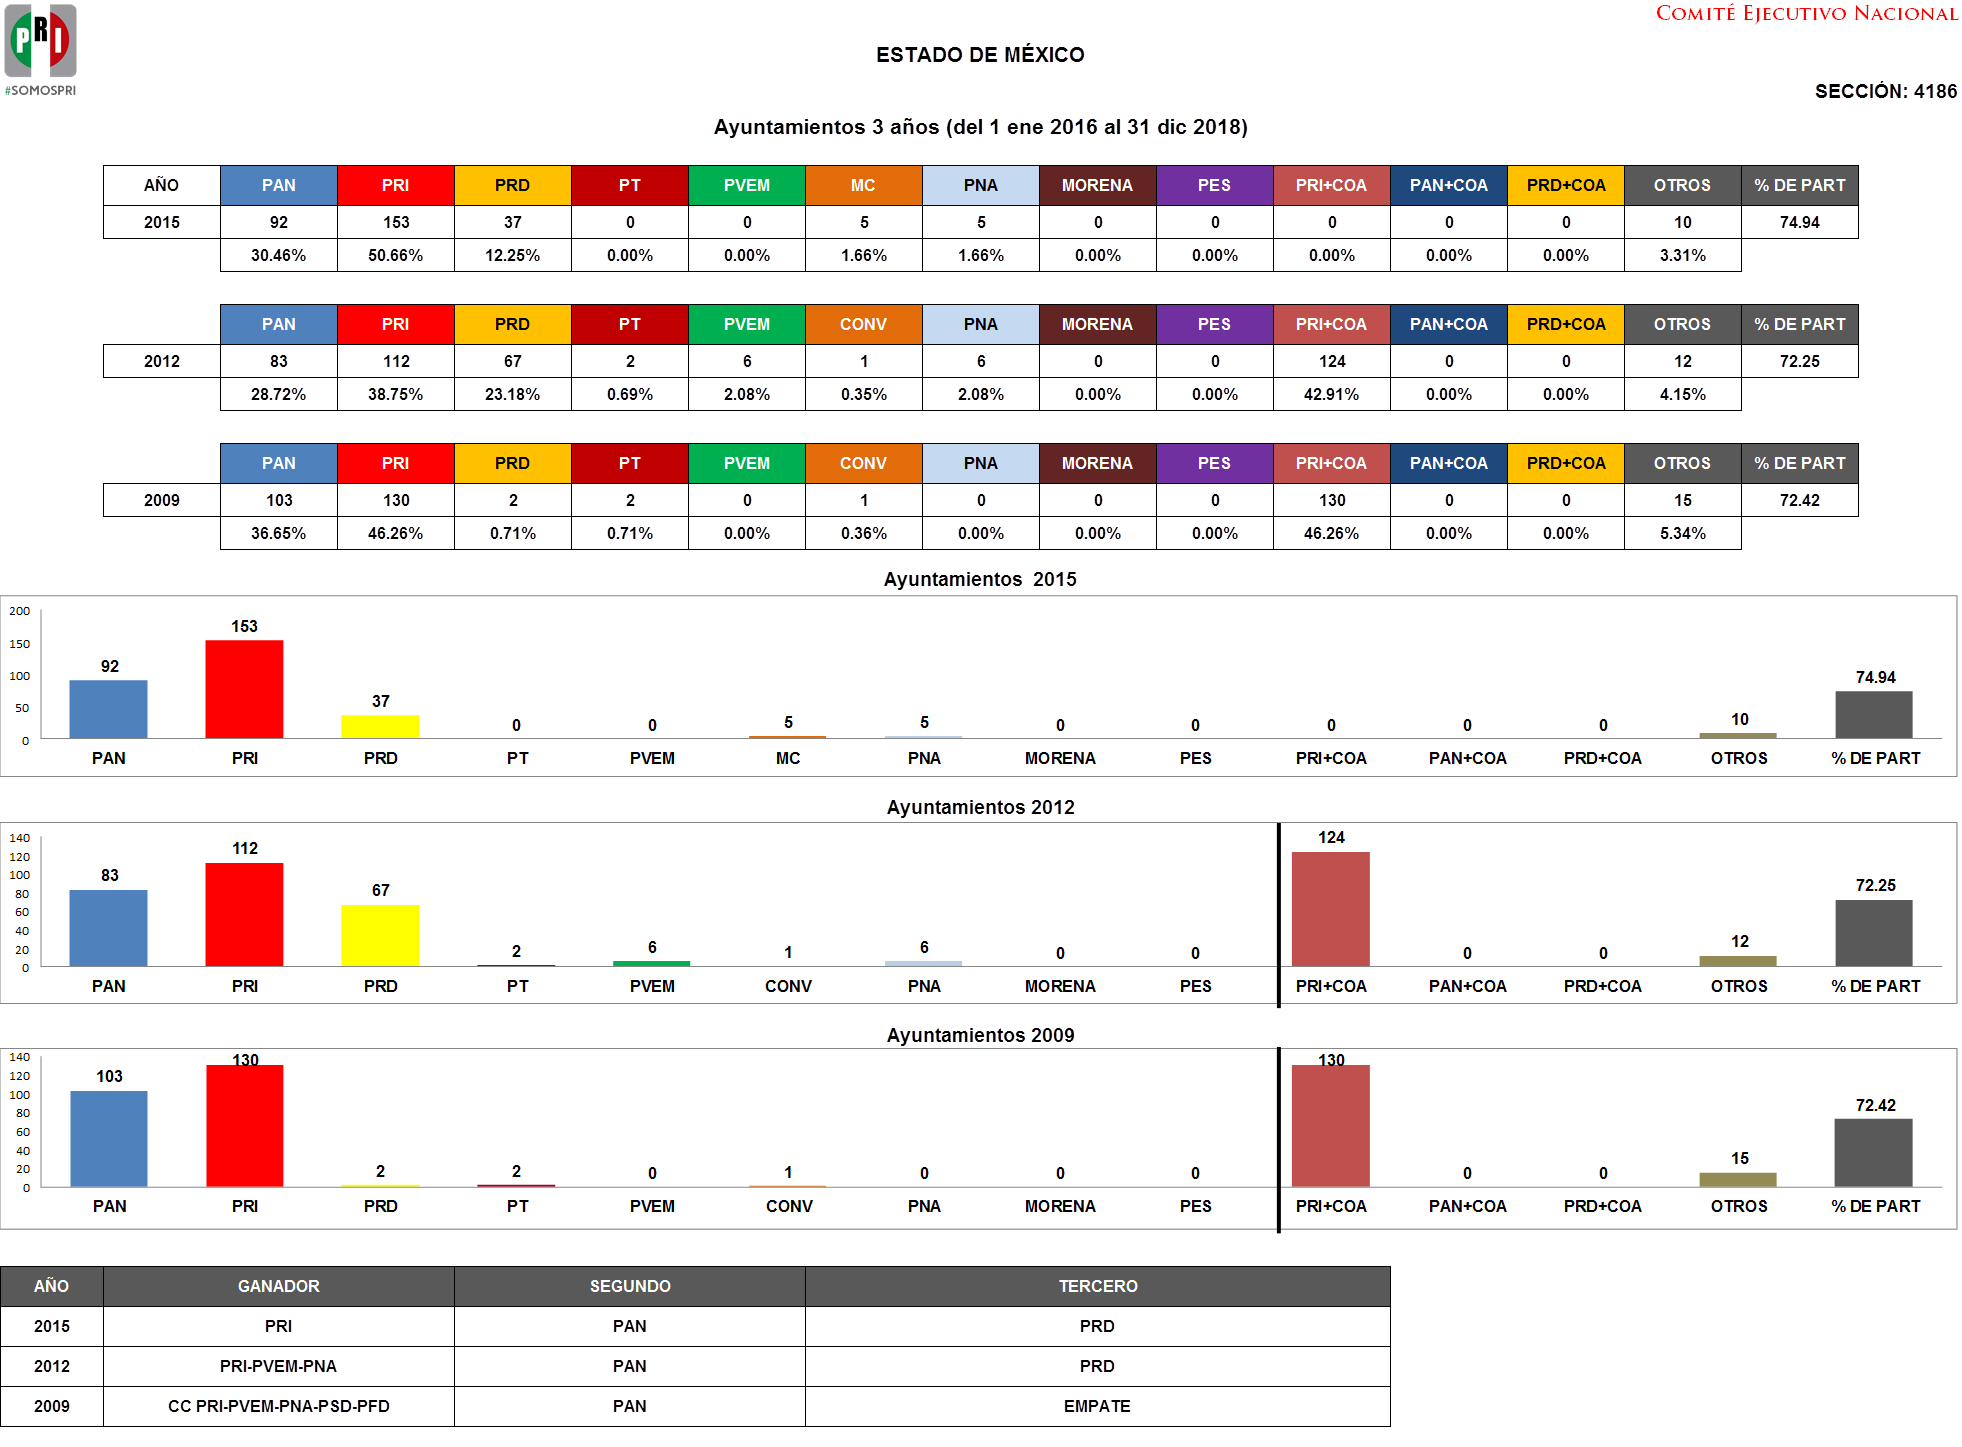 PRI
#SOMOSPRI
COMITÉ EJECUTIVO NACIONAL
ESTADO DE MÉXICO
SECCIÓN: 4186
Ayuntamientos 3 años (del 1 ene 2016 al 31 dic 2018)
AÑO PAN PRI PRD PT PVEM MC PNA MORENA PES PRI+COA PAN+COA PRD+COA OTROS % DE PART
2015 92 153 37 0 0 5 5 0 0 0 0 0 10 74.94
30.46% 50.66% 12.25% 0.00% 0.00% 1.66% 1.66% 0.00% 0.00% 0.00% 0.00% 0.00% 3.31%
PAN PRI PRD PT PVEM CONV PNA MORENA PES PRI+COA PAN+COA PRD+COA OTROS % DE PART
2012 83 112 67 2 6 1 6 0 0 124 0 0 12 72.25
28.72% 38.75% 23.18% 0.69% 2.08% 0.35% 2.08% 0.00% 0.00% 42.91% 0.00% 0.00% 4.15%
PAN PRI PRD PT PVEM CONV PNA MORENA PES PRI+COA PAN+COA PRD+COA OTROS % DE PART
2009 103 130 2 2 0 1 0 0 0 130 0 0 15 72.42
36.65% 46.26% 0.71% 0.71% 0.00% 0.36% 0.00% 0.00% 0.00% 46.26% 0.00% 0.00% 5.34%
Ayuntamientos 2015
200
150
100
50
0
92 153 37 0 0 5 5 0 0 0 0 0 10 74.94
PAN PRI PRD PT PVEM MC PNA MORENA PES PRI+COA PAN+COA PRD+COA OTROS % DE PART
Ayuntamientos 2012
140
120
100
80
60
40
20
0
83 112 67 2 6 1 6 0 0 124 0 0 12 72.25
PAN PRI PRD PT PVEM CONV PNA MORENA PES PRI+COA PAN+COA PRD+COA OTROS % DE PART
Ayuntamientos 2009
140
120
100
80
60
40
20
0
103 130 2 2 0 1 0 0 0 130 0 0 15 72.42
PAN PRI PRD PT PVEM CONV PNA MORENA PES PRI+COA PAN+COA PRD+COA OTROS % DE PART
AÑO GANADOR SEGUNDO TERCERO
2015 PRI PAN PRD
2012 PRI-PVEM-PNA PAN PRD
2009 CC PRI-PVEM-PNA-PSD-PFD PAN EMPATE